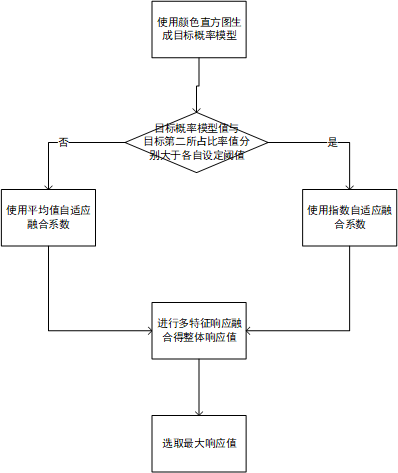 使用颜色直方图生
成目标概率模型
目标概率模型值与
目标第二所占比率值分
别大于各自设定阈值
否
是
使用平均值自适应
融合系数
使用指数自适应融
合系数
进行多特征响应融
合得整体响应值
选取最大响应值